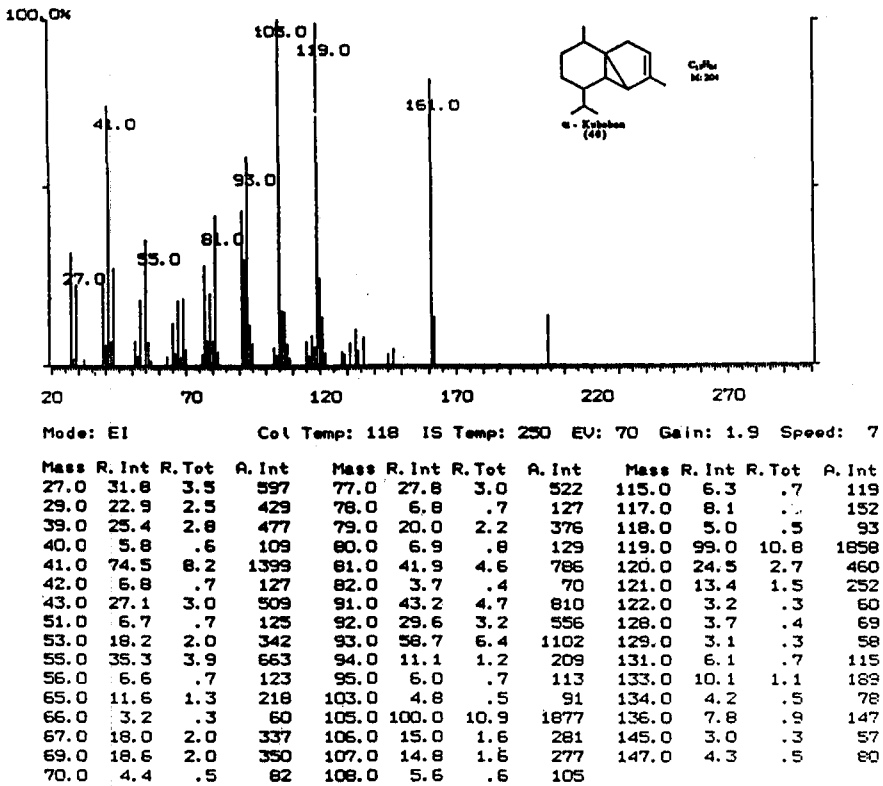 100.0%
105.0
119.0
161.0
41.0
93.0
81.0
55.0
27.0
α - Kubeben
(40)
20 70 120 170 220 270
Mode: EI Col Temp: 118 IS Temp: 250 EV: 70 Gain: 1.9 Speed: 7
Mass R.Int R.Tot A.Int Mass R.Int R.Tot A.Int Mass R.Int R.Tot A.Int
27.0 31.8 3.5 597 77.0 27.8 3.0 522 115.0 6.3 .7 119
29.0 22.9 2.5 429 78.0 6.8 .7 127 117.0 8.1 152
39.0 25.4 2.8 477 79.0 20.0 2.2 376 118.0 5.0 .5 93
40.0 5.8 .6 109 80.0 6.9 .8 129 119.0 99.0 10.8 1858
41.0 74.5 8.2 1399 81.0 41.9 4.6 786 120.0 24.5 2.7 460
42.0 6.8 .7 127 82.0 3.7 .4 70 121.0 13.4 1.5 252
43.0 27.1 3.0 509 91.0 43.2 4.7 810 122.0 3.2 .3 60
51.0 6.7 .7 125 92.0 29.6 3.2 556 128.0 3.7 .4 69
53.0 18.2 2.0 342 93.0 58.7 6.4 1102 129.0 3.1 .3 58
55.0 35.3 3.9 663 94.0 11.1 1.2 209 131.0 6.1 .7 115
56.0 6.6 .7 123 95.0 6.0 .7 113 133.0 10.1 1.1 189
65.0 11.6 1.3 218 103.0 4.8 .5 91 134.0 4.2 .5 78
66.0 3.2 .3 60 105.0 100.0 10.9 1877 136.0 7.8 .9 147
67.0 18.0 2.0 337 106.0 15.0 1.6 281 145.0 3.0 .3 57
69.0 18.6 2.0 350 107.0 14.8 1.6 277 147.0 4.3 .5 80
70.0 4.4 .5 82 108.0 5.6 .6 105